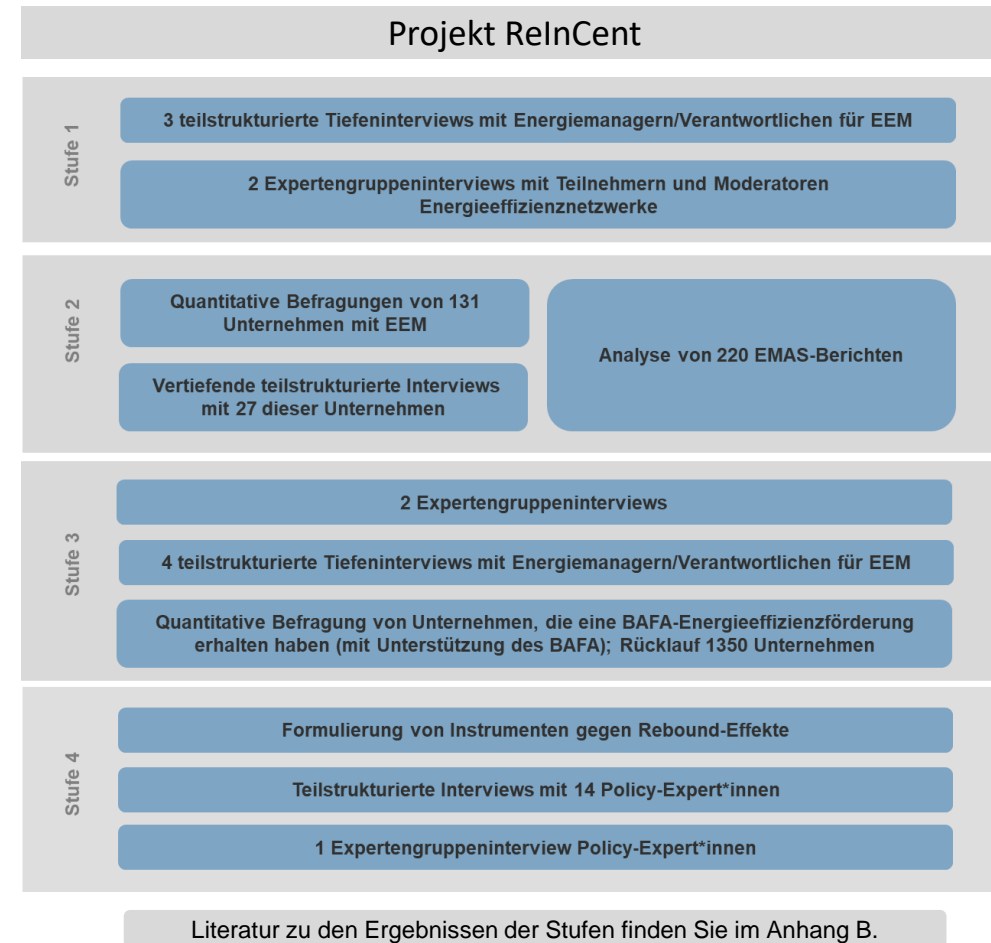 Projekt ReInCent
Stufe 1
3 teilstrukturierte Tiefeninterviews mit Energiemanagern/Verantwortlichen für EEM
2 Expertengruppeninterviews mit Teilnehmern und Moderatoren
Energieeffizienznetzwerke
Stufe 2
Quantitative Befragungen von 131
Unternehmen mit EEM
Vertiefende teilstrukturierte Interviews
mit 27 dieser Unternehmen
Analyse von 220 EMAS-Berichten
Stufe 3
2 Expertengruppeninterviews
4 teilstrukturierte Tiefeninterviews mit Energiemanagern/Verantwortlichen für EEM
Quantitative Befragung von Unternehmen, die eine BAFA-Energieeffizienzförderung
erhalten haben (mit Unterstützung des BAFA); Rücklauf 1350 Unternehmen
Stufe 4
Formulierung von Instrumenten gegen Rebound-Effekte
Teilstrukturierte Interviews mit 14 Policy-Expert*innen
1 Expertengruppeninterview Policy-Expert*innen
Literatur zu den Ergebnissen der Stufen finden Sie im Anhang B.